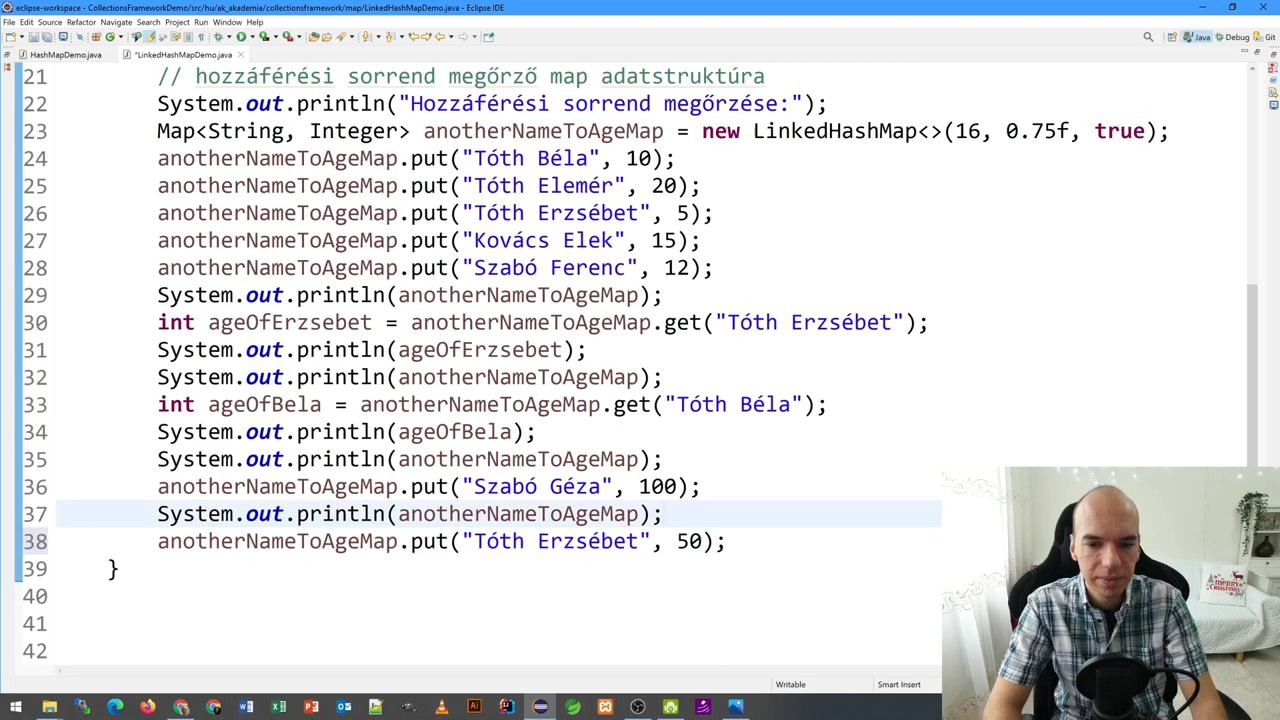 eclipse-workspace - CollectionsFrameworkDemo/src/hu/ak_akademia/collectionsframework/map/LinkedHashMapDemo.java - Eclipse IDE
File Edit Source Refactor Navigate Search Project Run Window Help
Java Debug Git
HashMapDemo.java *LinkedHashMapDemo.java
21 // hozzáférési sorrend megőrző map adatstruktúra
22 System.out.println("Hozzáférési sorrend megőrzése:");
23 Map<String, Integer> anotherNameToAgeMap = new LinkedHashMap<>(16, 0.75f, true);
24 anotherNameToAgeMap.put("Tóth Béla", 10);
25 anotherNameToAgeMap.put("Tóth Elemér", 20);
26 anotherNameToAgeMap.put("Tóth Erzsébet", 5);
27 anotherNameToAgeMap.put("Kovács Elek", 15);
28 anotherNameToAgeMap.put("Szabó Ferenc", 12);
29 System.out.println(anotherNameToAgeMap);
30 int ageOfErzsebet = anotherNameToAgeMap.get("Tóth Erzsébet");
31 System.out.println(ageOfErzsebet);
32 System.out.println(anotherNameToAgeMap);
33 int ageOfBela = anotherNameToAgeMap.get("Tóth Béla");
34 System.out.println(ageOfBela);
35 System.out.println(anotherNameToAgeMap);
36 anotherNameToAgeMap.put("Szabó Géza", 100);
37 System.out.println(anotherNameToAgeMap);
38 anotherNameToAgeMap.put("Tóth Erzsébet", 50);
39 }
40
41
42
MERRY CHRISTMAS
Writable Smart Insert